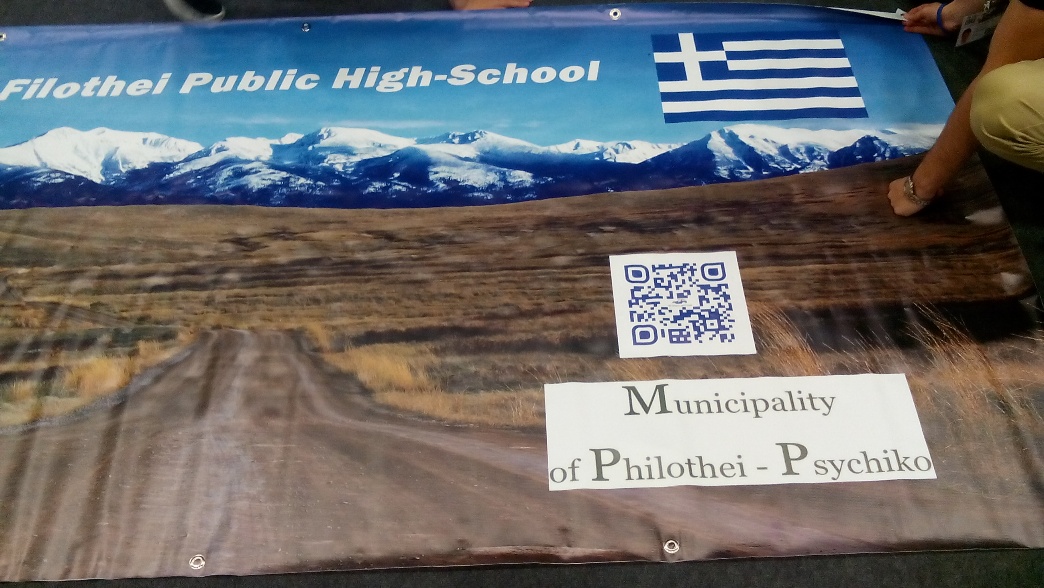 Filothei Public High-School
Municipality
of Philothei - Psychiko